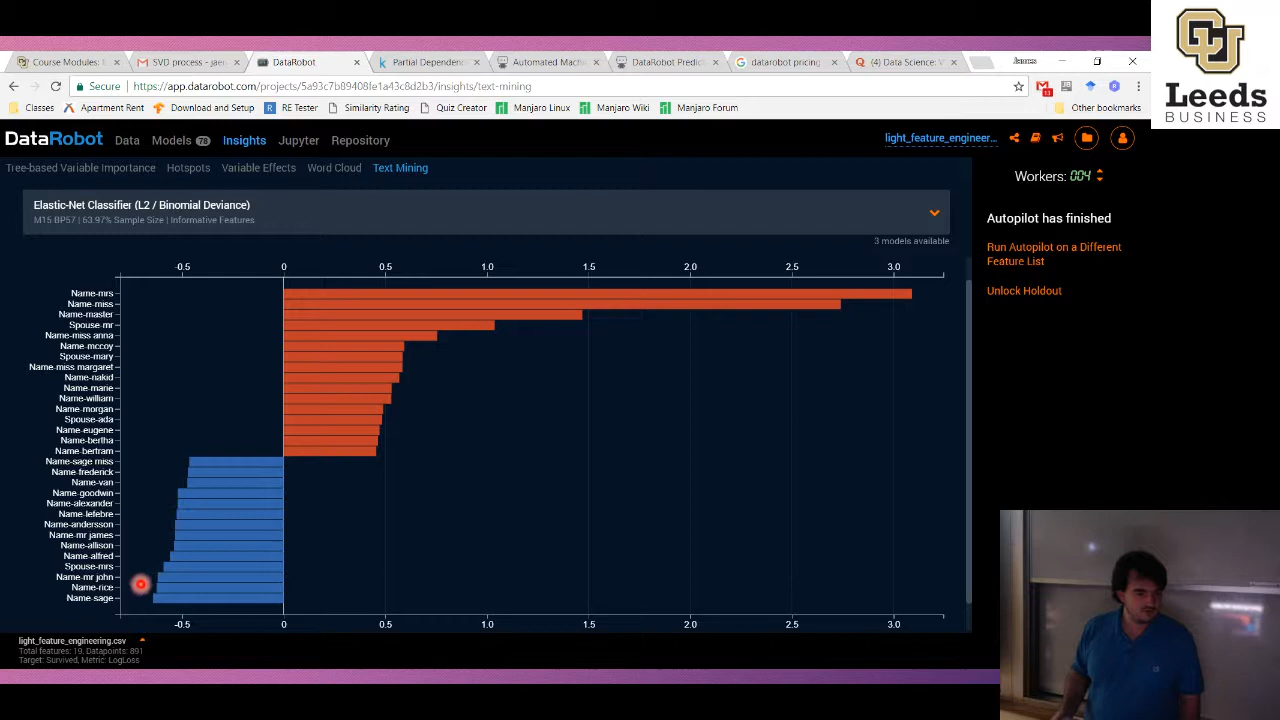 Course Modules:
SVD process - jae
DataRobot
Partial Dependenc
Automated Mach
DataRobot Predic
datarobot pricing
(4) Data Science:
Secure
https://app.datarobot.com/projects/5a93c7bf9408fe1a43c8d2b3/insights/text-mining
Classes
Apartment Rent
Download and Setup
RE Tester
Similarity Rating
Quiz Creator
Manjaro Linux
Manjaro Wiki
Manjaro Forum
Other bookmarks
CU
Leeds
BUSINESS
DataRobot
Data
Models 78
Insights
Jupyter
Repository
light_feature_engineer...
Tree-based Variable Importance
Hotspots
Variable Effects
Word Cloud
Text Mining
Workers: 004
Elastic-Net Classifier (L2 / Binomial Deviance)
M15 BP57 | 63.97% Sample Size | Informative Features
3 models available
Autopilot has finished
Run Autopilot on a Different
Feature List
Unlock Holdout
-0.5 0 0.5 1.0 1.5 2.0 2.5 3.0
Name-mrs
Name-miss
Name-master
Spouse-mr
Name-miss anna
Name-mccoy
Spouse-mary
Name-miss margaret
Name-nakid
Name-marie
Name-william
Name-morgan
Spouse-ada
Name-eugene
Name-bertha
Name-bertram
Name-sage miss
Name-frederick
Name-van
Name-goodwin
Name-alexander
Name-lefebre
Name-andersson
Name-mr james
Name-allison
Name-alfred
Spouse-mrs
Name-mr john
Name-rice
Name-sage
-0.5 0 0.5 1.0 1.5 2.0 2.5 3.0
light_feature_engineering.csv
Total features: 19, Datapoints: 891
Target: Survived, Metric: LogLoss